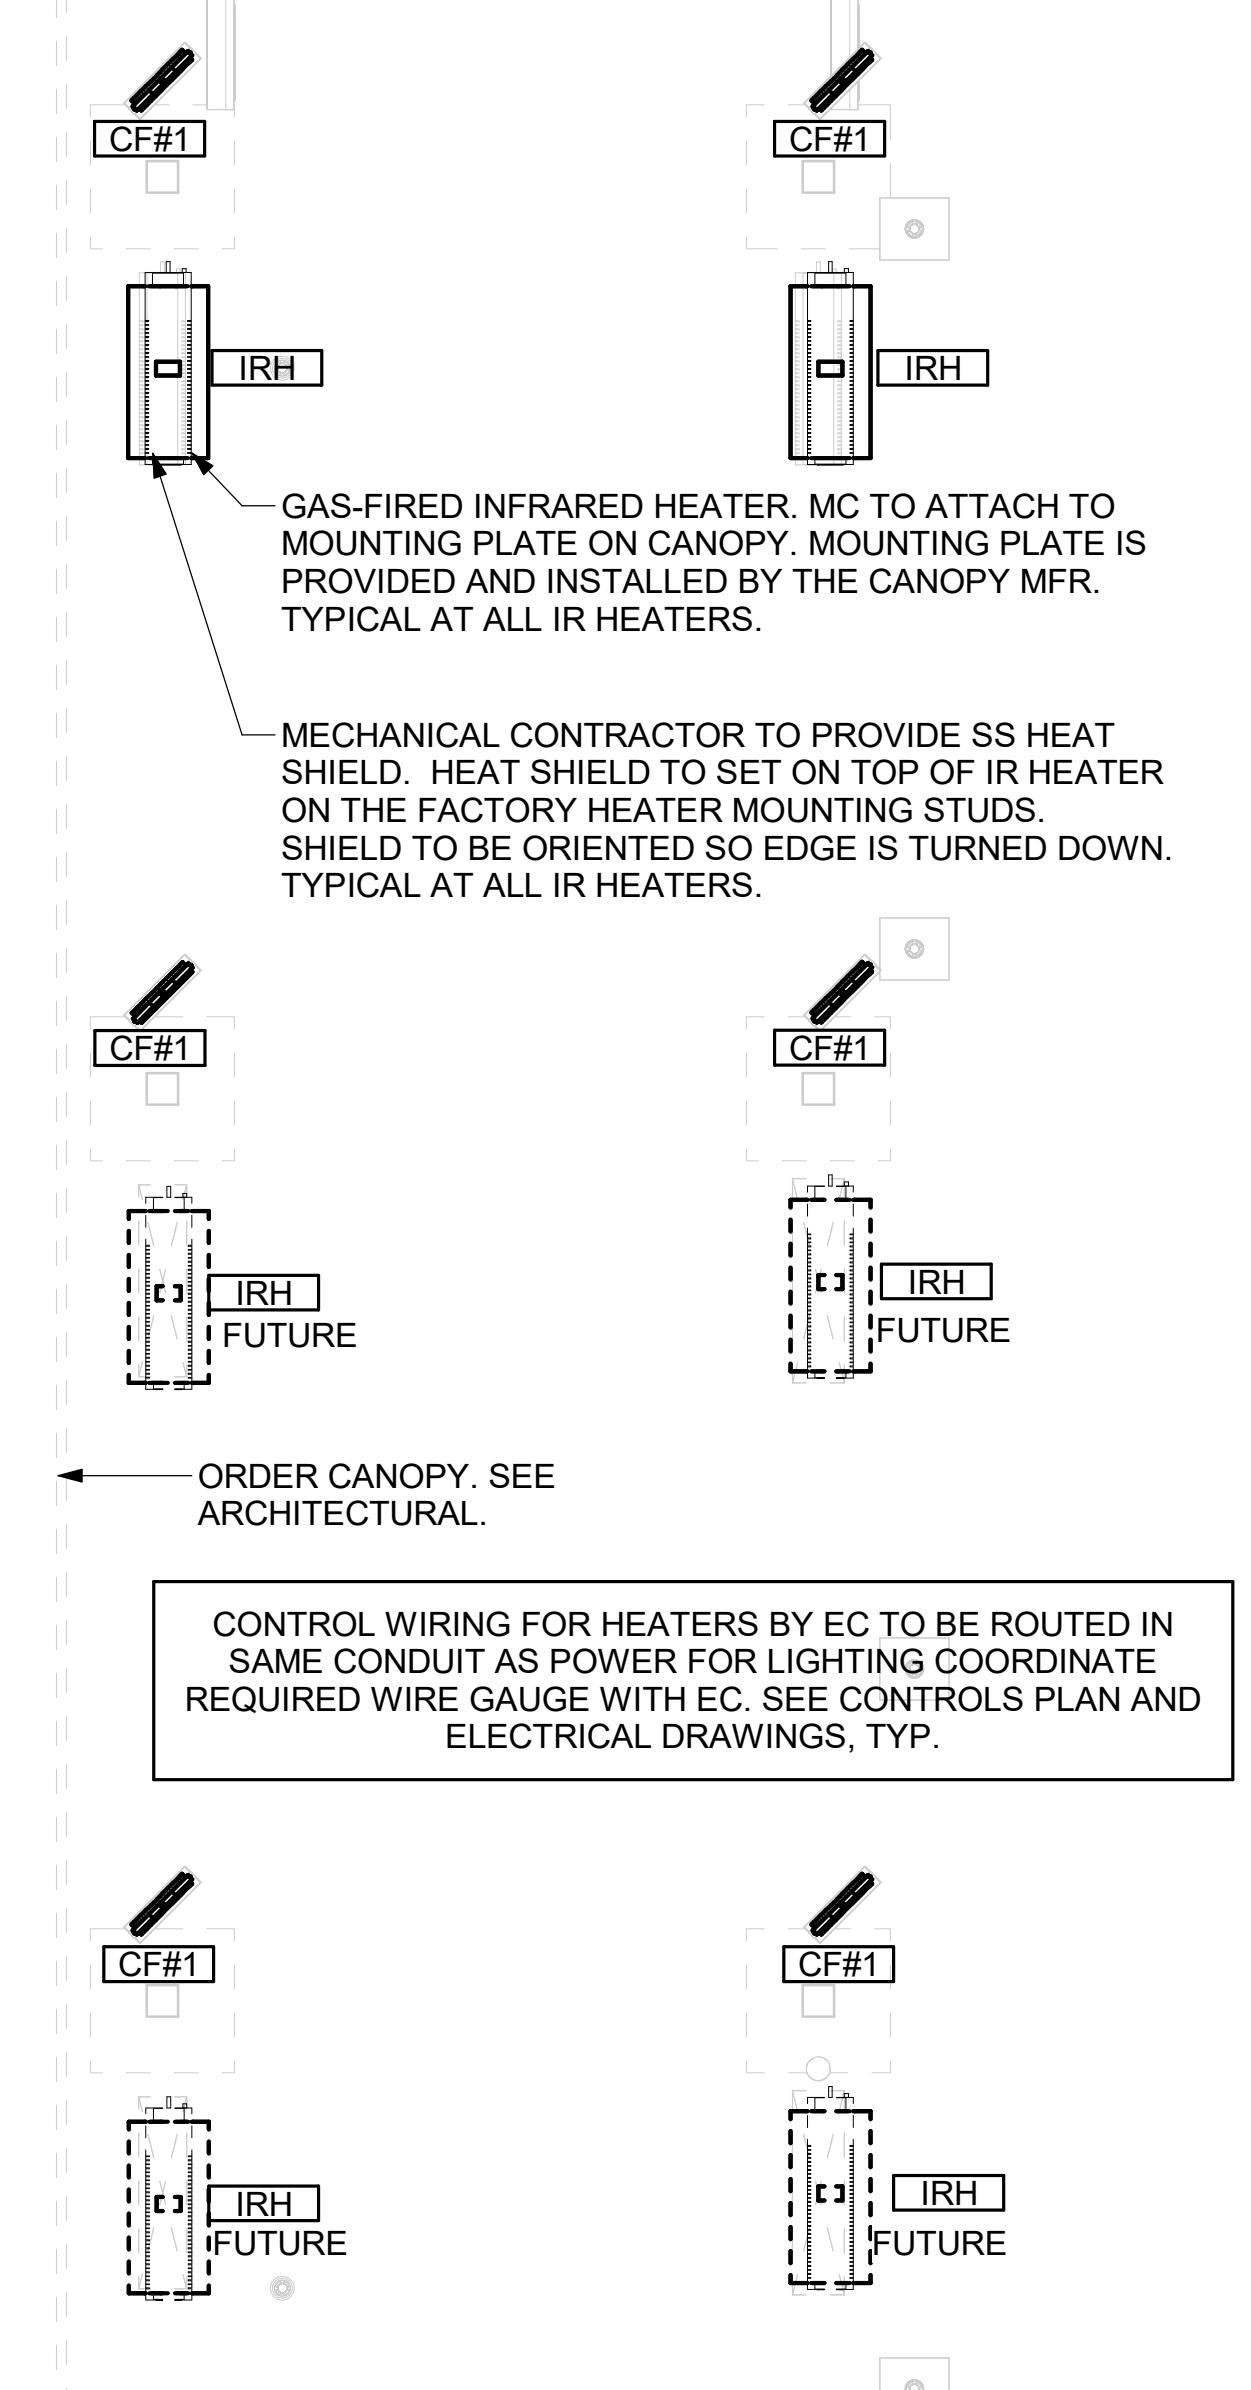 CF#1
CF#1
IRH
IRH
GAS-FIRED INFRARED HEATER. MC TO ATTACH TO
MOUNTING PLATE ON CANOPY. MOUNTING PLATE IS
PROVIDED AND INSTALLED BY THE CANOPY MFR.
TYPICAL AT ALL IR HEATERS.
MECHANICAL CONTRACTOR TO PROVIDE SS HEAT
SHIELD.  HEAT SHIELD TO SET ON TOP OF IR HEATER
ON THE FACTORY HEATER MOUNTING STUDS.
SHIELD TO BE ORIENTED SO EDGE IS TURNED DOWN.
TYPICAL AT ALL IR HEATERS.
CF#1
CF#1
IRH
FUTURE
IRH
FUTURE
ORDER CANOPY. SEE
ARCHITECTURAL.
CONTROL WIRING FOR HEATERS BY EC TO BE ROUTED IN
SAME CONDUIT AS POWER FOR LIGHTING COORDINATE
REQUIRED WIRE GAUGE WITH EC. SEE CONTROLS PLAN AND
ELECTRICAL DRAWINGS, TYP.
CF#1
CF#1
IRH
FUTURE
IRH
FUTURE